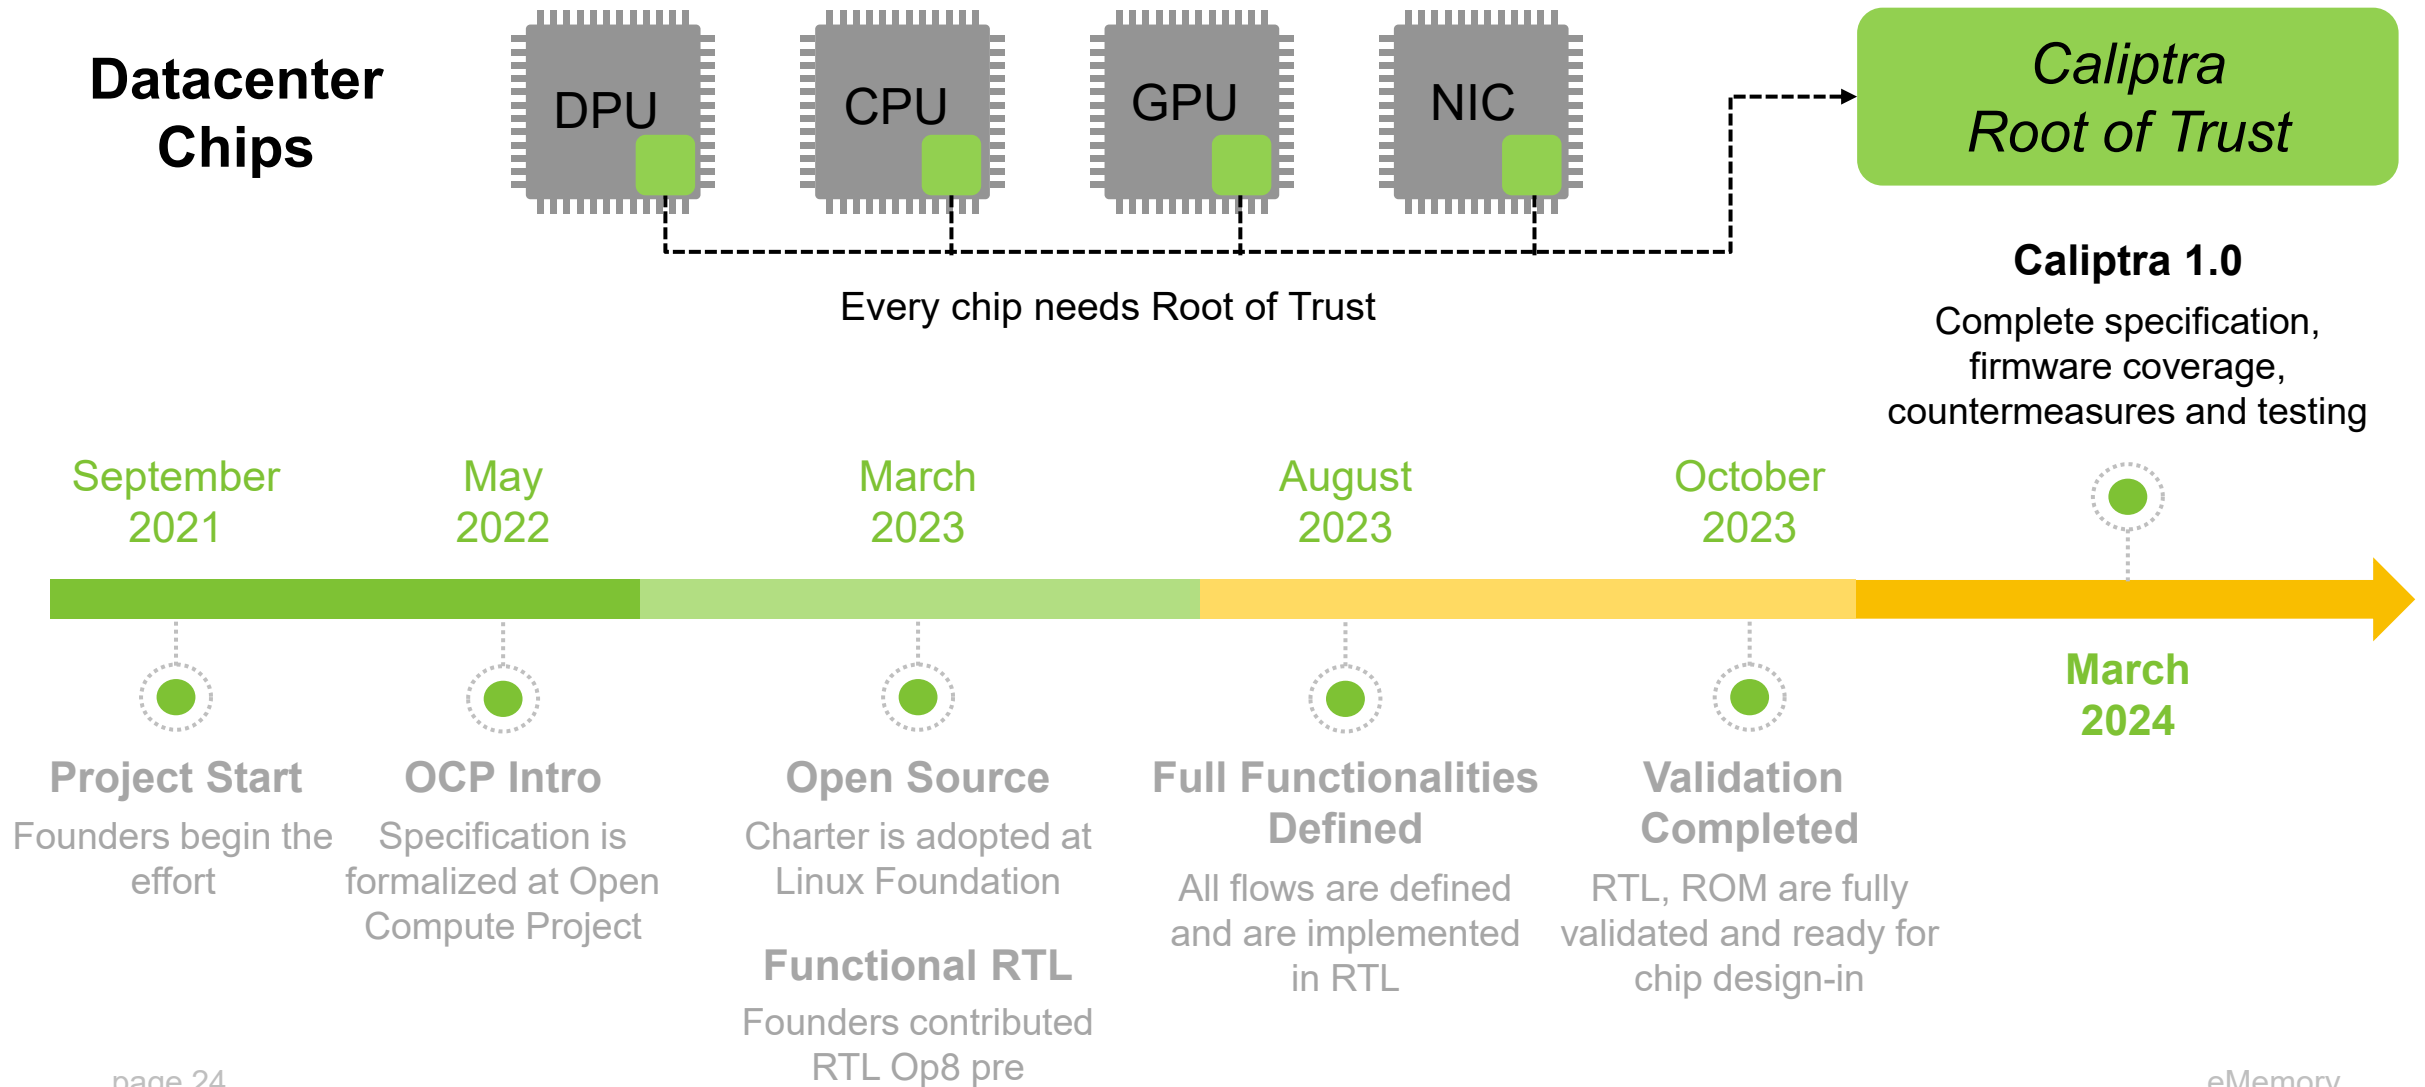 Datacenter
Chips
DPU
CPU
GPU
NIC
Caliptra
Root of Trust
Every chip needs Root of Trust
Caliptra 1.0
Complete specification,
firmware coverage,
countermeasures and testing
September
2021
May
2022
March
2023
August
2023
October
2023
March
2024
Project Start
Founders begin the
effort
OCP Intro
Specification is
formalized at Open
Compute Project
Open Source
Charter is adopted at
Linux Foundation
Functional RTL
Founders contributed
RTL Op8 pre
Full Functionalities
Defined
All flows are defined
and are implemented
in RTL
Validation
Completed
RTL, ROM are fully
validated and ready for
chip design-in
page 24
eMemory